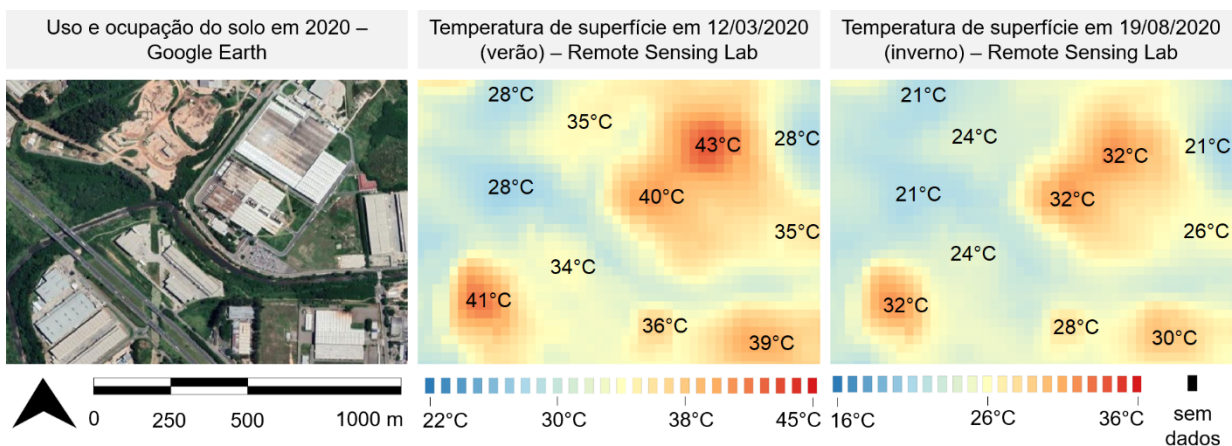 Uso e ocupação do solo em 2020 –
Google Earth
Temperatura de superfície em 12/03/2020
(verão) – Remote Sensing Lab
Temperatura de superfície em 19/08/2020
(inverno) – Remote Sensing Lab
28°C
35°C
43°C
28°C
28°C
40°C
35°C
34°C
41°C
36°C
39°C
21°C
24°C
32°C
21°C
21°C
32°C
26°C
24°C
32°C
28°C
30°C
0
250
500
1000 m
22°C
30°C
38°C
45°C
16°C
26°C
36°C
sem
dados